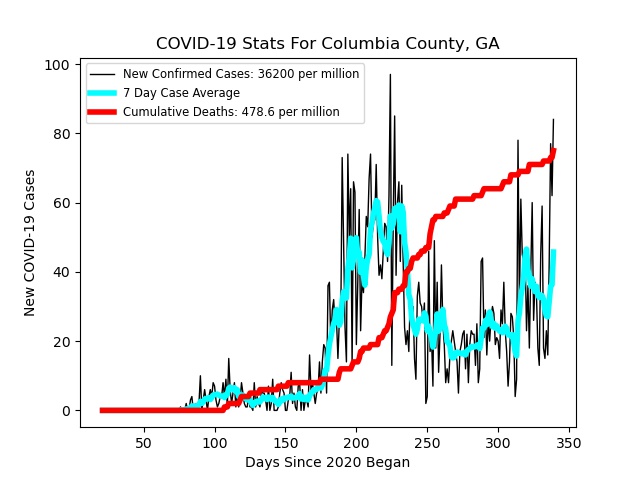 COVID-19 Stats For Columbia County, GA
New Confirmed Cases: 36200 per million
7 Day Case Average
Cumulative Deaths: 478.6 per million
New COVID-19 Cases
100
80
60
40
20
0
50 100 150 200 250 300 350
Days Since 2020 Began